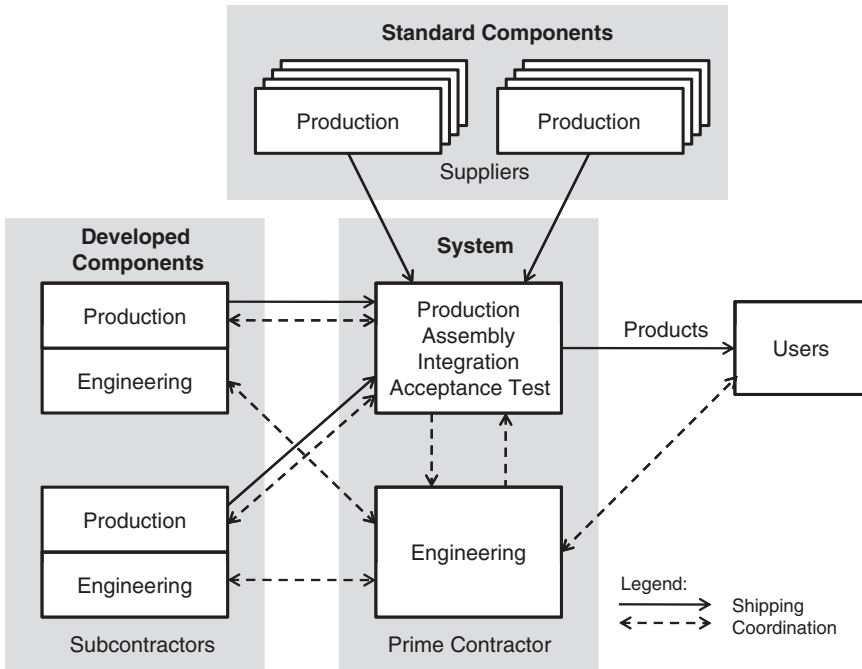 Standard Components
Production
Production
Suppliers
Developed
Components
Production
Engineering
Production
Engineering
Subcontractors
System
Production
Assembly
Integration
Acceptance Test
Engineering
Prime Contractor
Products
Users
Legend:
Shipping
Coordination